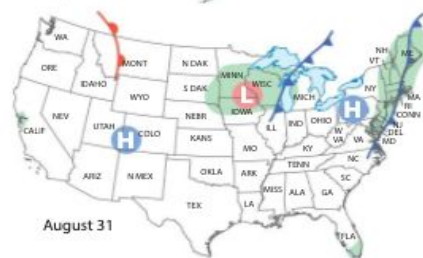 WA
MONT
N DAK
MINN
ORE
IDAHO
S DAK
WISC
MICH
NY
NH
VT
ME
MA
RI
CONN
WYO
L
IOWA
H
NJ
DEL
MD
NEV
UTAH
H
COLO
NEBR
ILL
IND
OHIO
W
VA
VA
CALIF
KANS
MO
KY
NC
ARIZ
N MEX
OKLA
ARK
TENN
SC
TEX
LA
MISS
ALA
GA
FLA
August 31